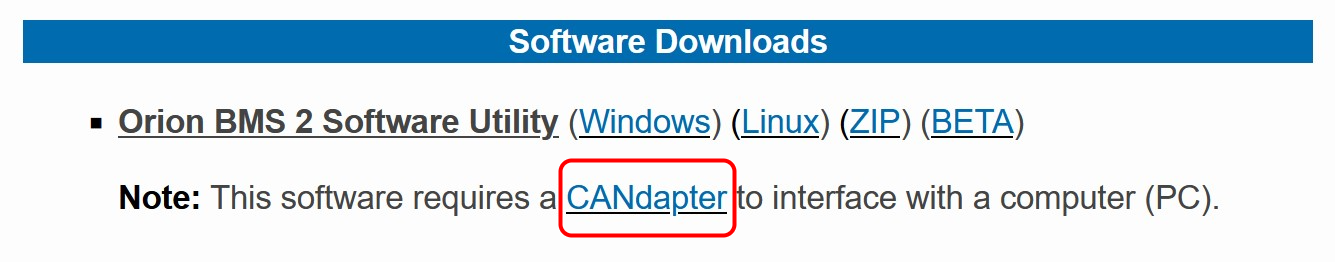 Software Downloads
Orion BMS 2 Software Utility (Windows) (Linux) (ZIP) (BETA)
Note: This software requires a CANdapter to interface with a computer (PC).